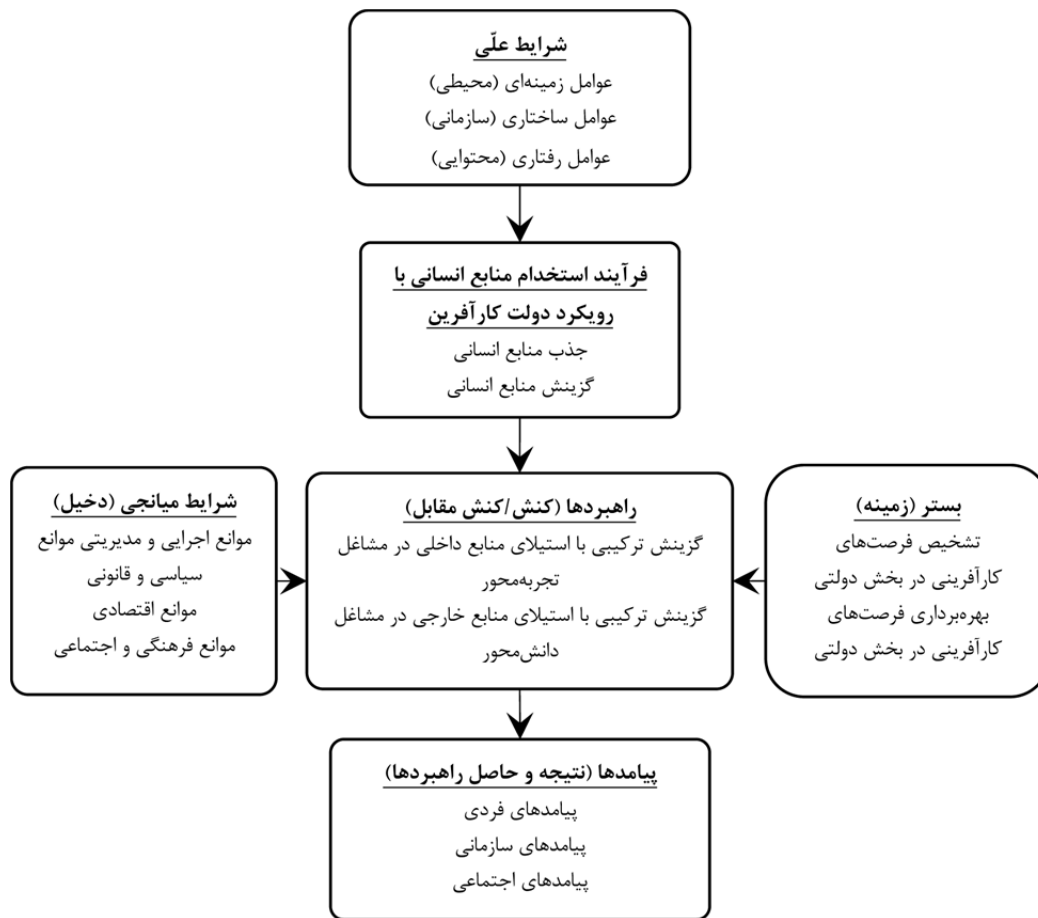 شرایط علّی
عوامل زمینه‌ای (محیطی)
عوامل ساختاری (سازمانی)
عوامل رفتاری (محتوایی)
فرآیند استخدام منابع انسانی با
رویکرد دولت کارآفرین
جذب منابع انسانی
گزینش منابع انسانی
بستر (زمینه)
تشخیص فرصت‌های
کارآفرینی در بخش دولتی
بهره‌برداری فرصت‌های
کارآفرینی در بخش دولتی
راهبردها (کنش/کنش مقابل)
گزینش ترکیبی با استیلای منابع داخلی در مشاغل
تجربه‌محور
گزینش ترکیبی با استیلای منابع خارجی در مشاغل
دانش‌محور
شرایط میانجی (دخیل)
موانع اجرایی و مدیریتی موانع
سیاسی و قانونی
موانع اقتصادی
موانع فرهنگی و اجتماعی
پیامدها (نتیجه و حاصل راهبردها)
پیامدهای فردی
پیامدهای سازمانی
پیامدهای اجتماعی